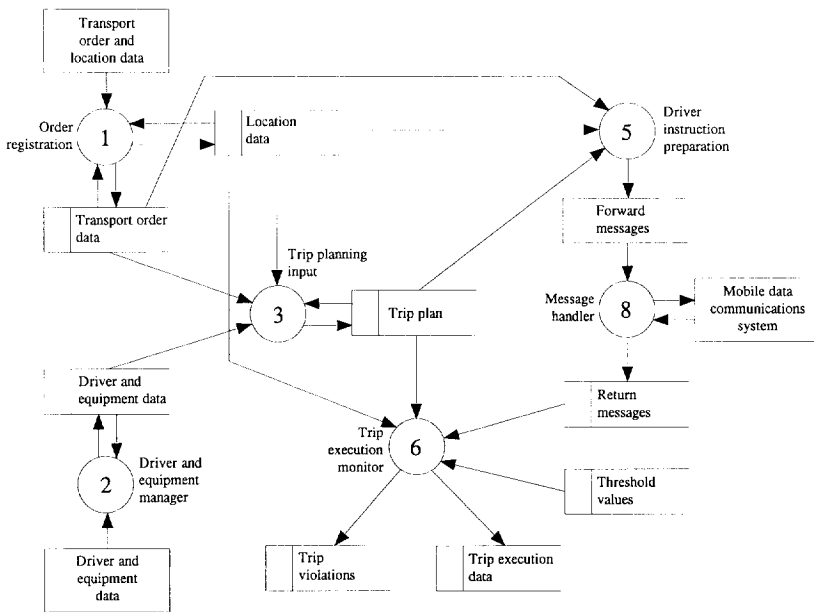 Transport
order and
location data
Order
registration
1
Location
data
5
Driver
instruction
preparation
Transport order
data
Forward
messages
Trip planning
input
3
Trip plan
Message
handler
8
Mobile data
communications
system
Driver and
equipment data
Return
messages
Trip
execution
monitor
6
2
Driver and
equipment
manager
Threshold
values
Driver and
equipment
data
Trip
violations
Trip execution
data